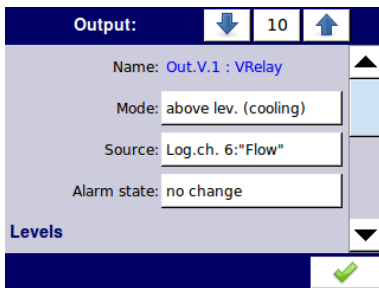 Output: 10
Name: Out.V.1 : VRelay
Mode: above lev. (cooling)
Source: Log.ch. 6:"Flow"
Alarm state: no change
Levels